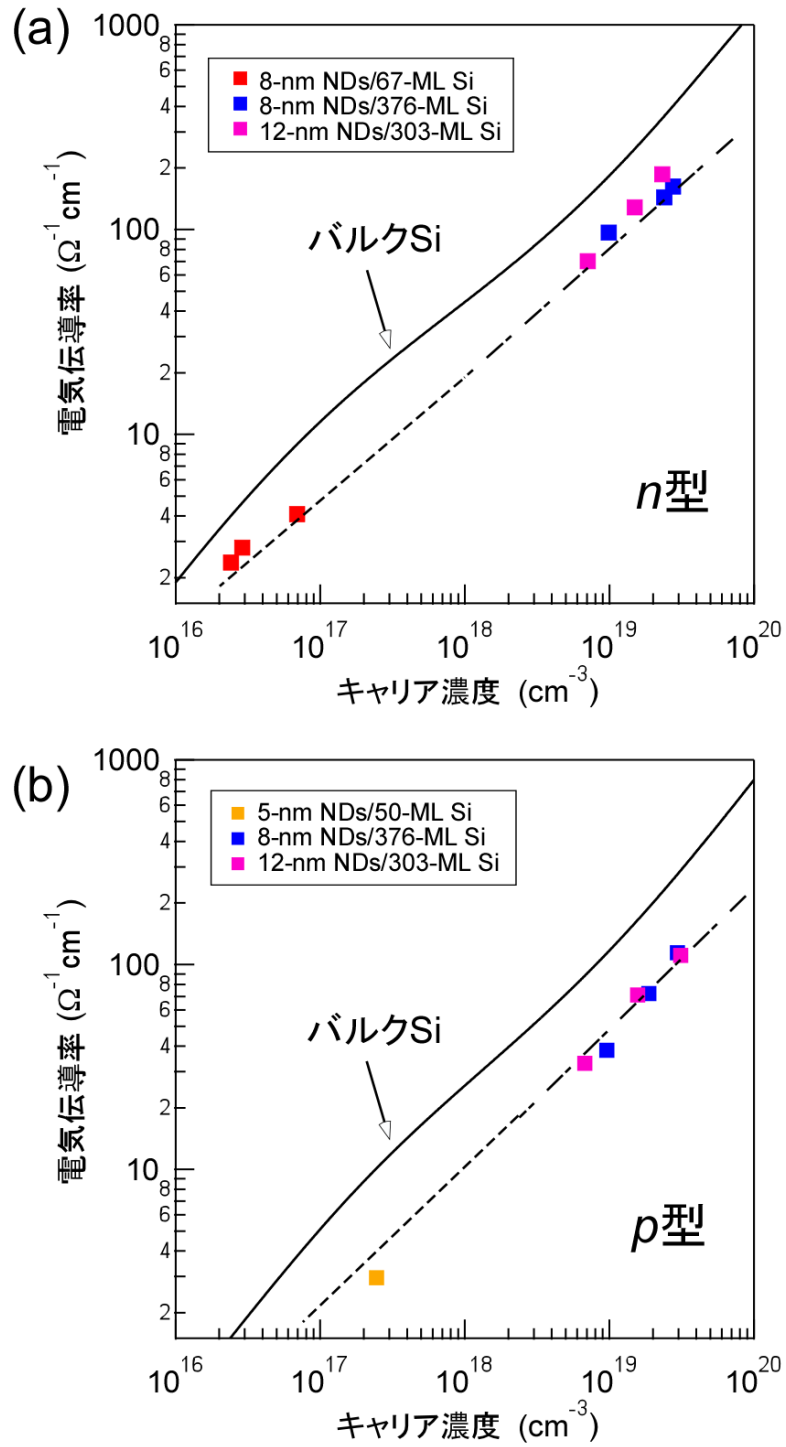 (a)
1000
8
6
4
2
100
8
6
4
2
10
8
6
4
2
電気伝導率 (Ω⁻¹cm⁻¹)
8-nm NDs/67-ML Si
8-nm NDs/376-ML Si
12-nm NDs/303-ML Si
バルクSi
n型
10¹⁶ 10¹⁷ 10¹⁸ 10¹⁹ 10²⁰
キャリア濃度 (cm⁻³)
(b)
1000
8
6
4
2
100
8
6
4
2
10
8
6
4
2
電気伝導率 (Ω⁻¹cm⁻¹)
5-nm NDs/50-ML Si
8-nm NDs/376-ML Si
12-nm NDs/303-ML Si
バルクSi
p型
10¹⁶ 10¹⁷ 10¹⁸ 10¹⁹ 10²⁰
キャリア濃度 (cm⁻³)